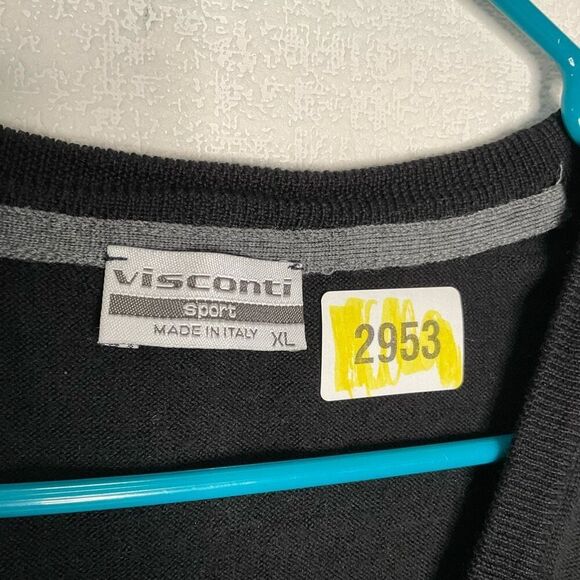 visconti
sport
MADE IN ITALY XL
2953